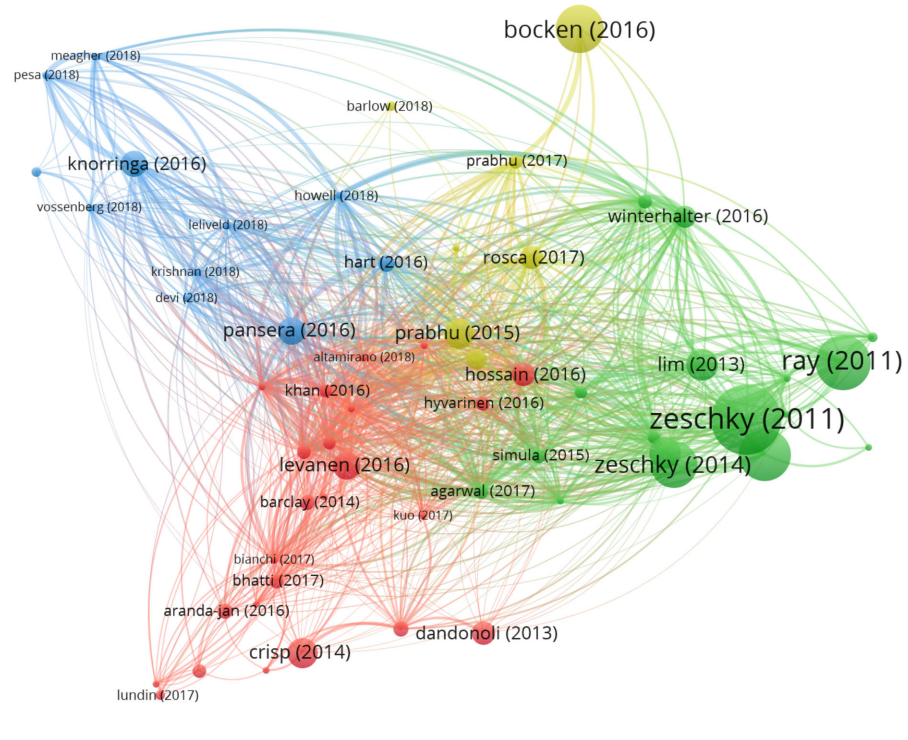 bocken (2016)
meagher (2018)
pesa (2018)
barlow (2018)
prabhu (2017)
knorringa (2016)
howell (2018)
vossenberg (2018)
winterhalter (2016)
leliveld (2018)
rosca (2017)
hart (2016)
krishnan (2018)
devi (2018)
pansera (2016)
prabhu (2015)
altamirano (2018)
ray (2011)
lim (2013)
hossain (2016)
khan (2016)
hyvarinen (2016)
zeschky (2011)
simula (2015)
levanen (2016)
zeschky (2014)
agarwal (2017)
barclay (2014)
kuo (2017)
bianchi (2017)
bhatti (2017)
aranda-jan (2016)
dandonoli (2013)
crisp (2014)
lundin (2017)